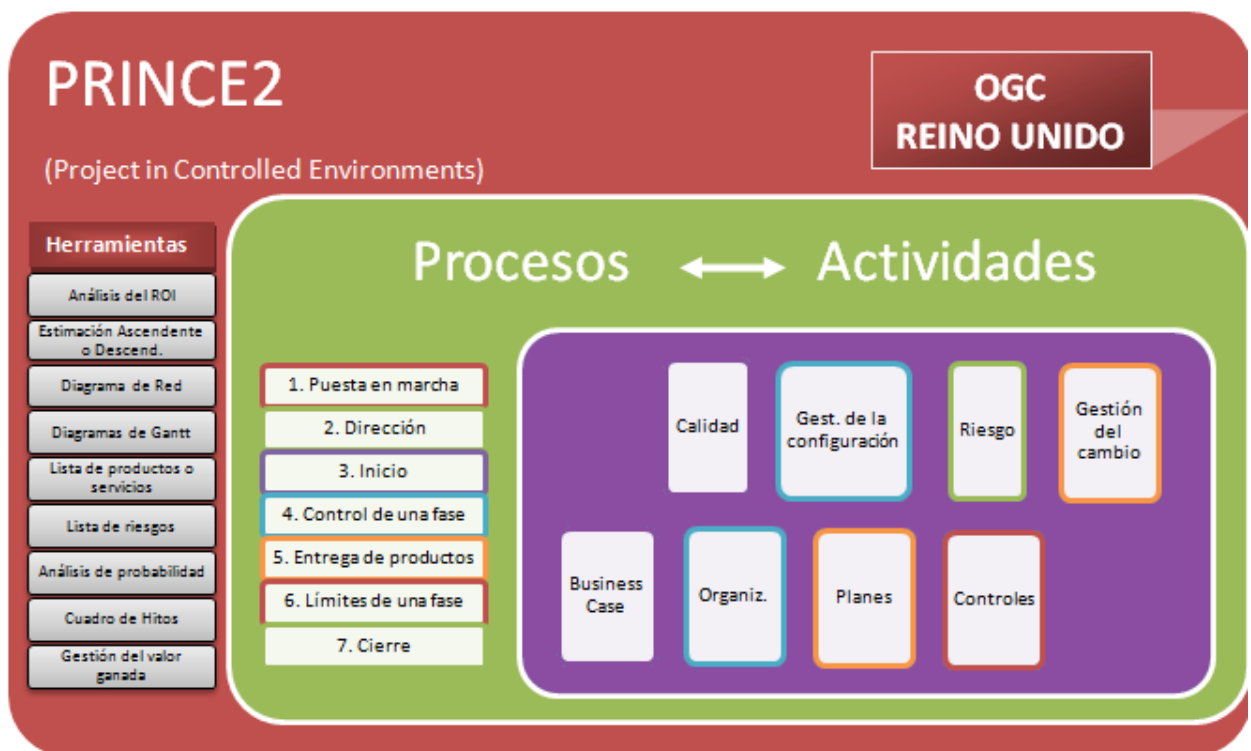 PRINCE2
(Project in Controlled Environments)
OGC
REINO UNIDO
Herramientas
Análisis del ROI
Estimación Ascendente
o Descend.
Diagrama de Red
Diagramas de Gantt
Lista de productos o
servicios
Lista de riesgos
Análisis de probabilidad
Cuadro de Hitos
Gestión del valor
ganada
Procesos
Actividades
1. Puesta en marcha
2. Dirección
3. Inicio
4. Control de una fase
5. Entrega de productos
6. Límites de una fase
7. Cierre
Calidad
Gest. de la
configuración
Riesgo
Gestión
del
cambio
Business
Case
Organiz.
Planes
Controles